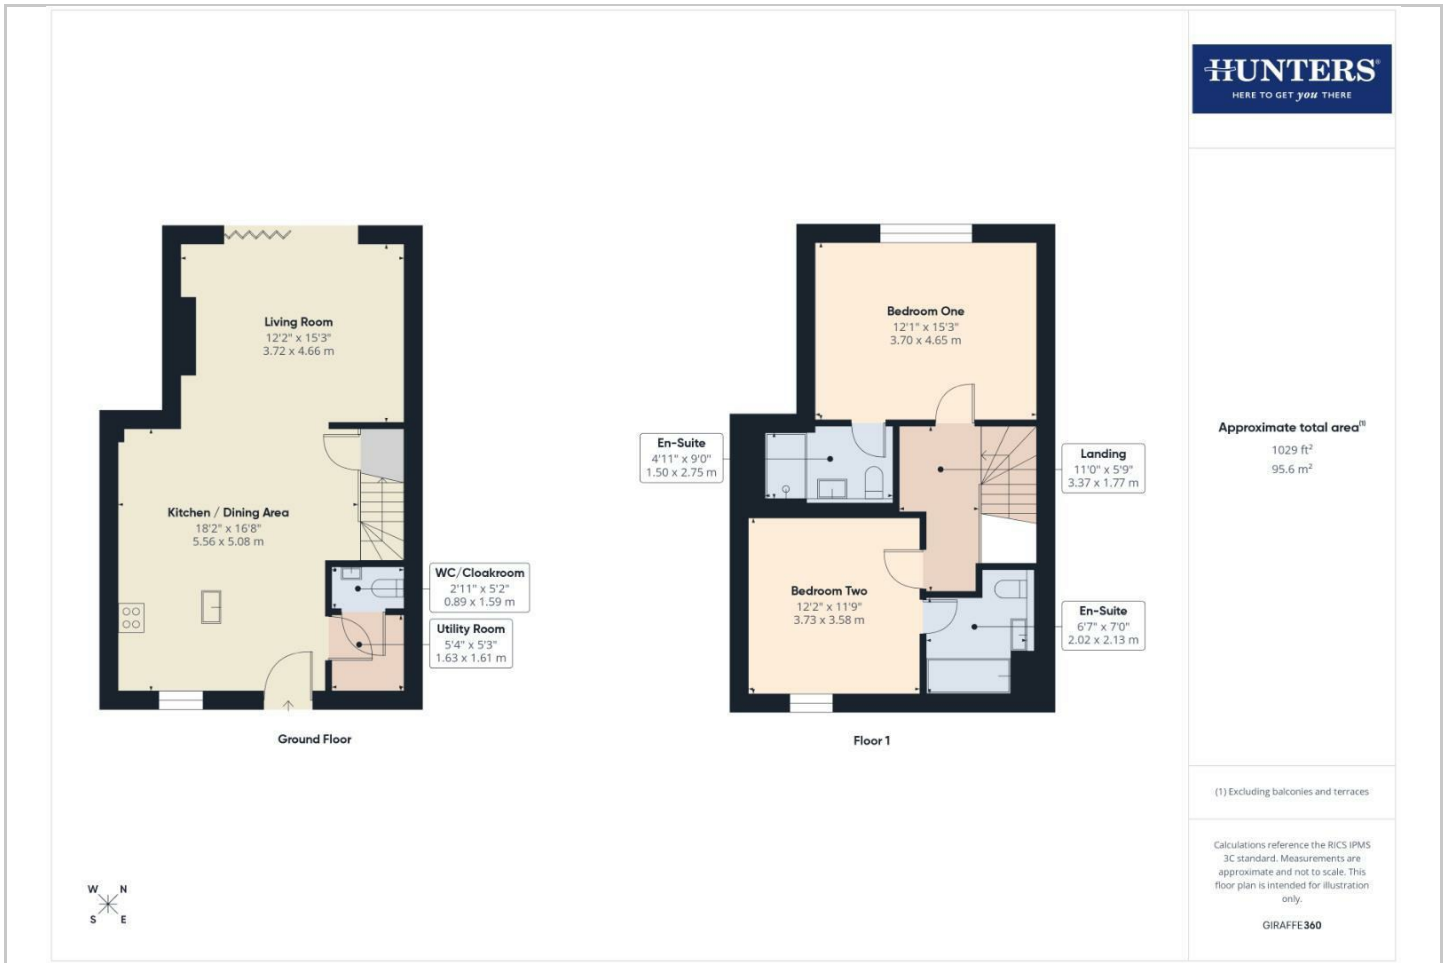 HUNTERS®
HERE TO GET you THERE
Living Room
12'2" x 15'3"
3.72 x 4.66 m
Kitchen / Dining Area
18'2" x 16'8"
5.56 x 5.08 m
WC/Cloakroom
2'11" x 5'2"
0.89 x 1.59 m
Utility Room
5'4" x 5'3"
1.63 x 1.61 m
Ground Floor
Bedroom One
12'1" x 15'3"
3.70 x 4.65 m
En-Suite
4'11" x 9'0"
1.50 x 2.75 m
Landing
11'0" x 5'9"
3.37 x 1.77 m
Bedroom Two
12'2" x 11'9"
3.73 x 3.58 m
En-Suite
6'7" x 7'0"
2.02 x 2.13 m
Floor 1
W N
S E
Approximate total area(1)
1029 ft²
95.6 m²
(1) Excluding balconies and terraces
Calculations reference the RICS IPMS
3C standard. Measurements are
approximate and not to scale. This
floor plan is intended for illustration
only.
GIRAFFE360